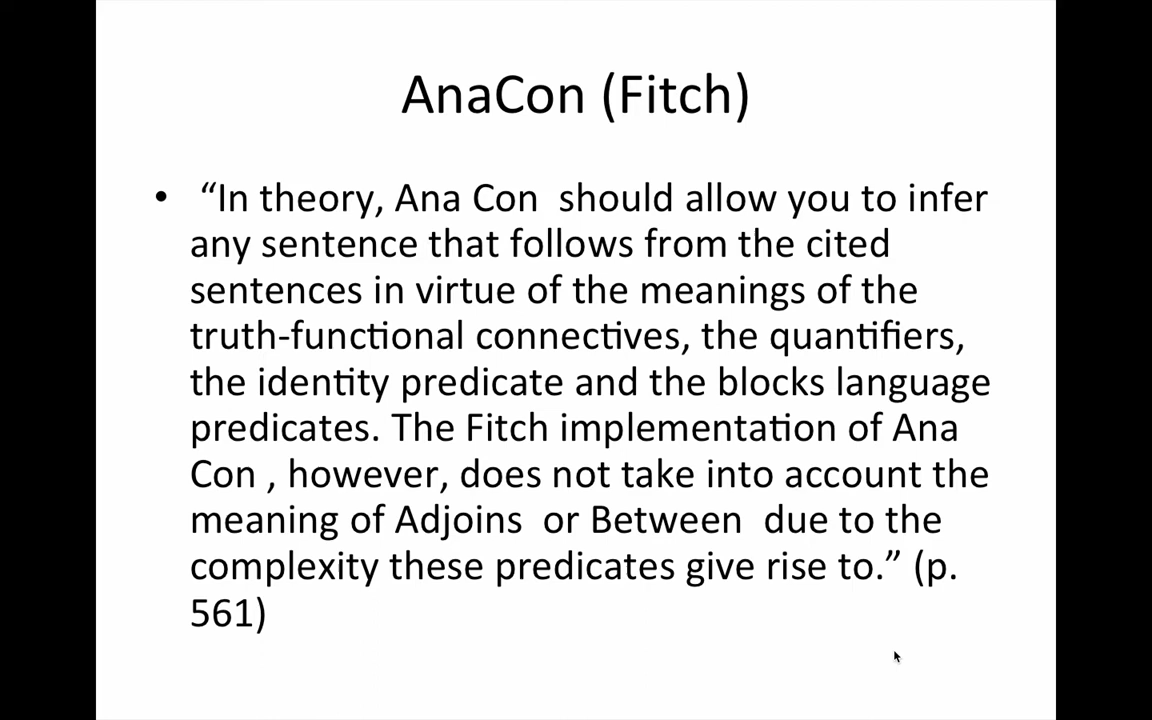 AnaCon (Fitch)
• “In theory, Ana Con should allow you to infer
any sentence that follows from the cited
sentences in virtue of the meanings of the
truth-functional connectives, the quantifiers,
the identity predicate and the blocks language
predicates. The Fitch implementation of Ana
Con , however, does not take into account the
meaning of Adjoins or Between due to the
complexity these predicates give rise to.” (p.
561)